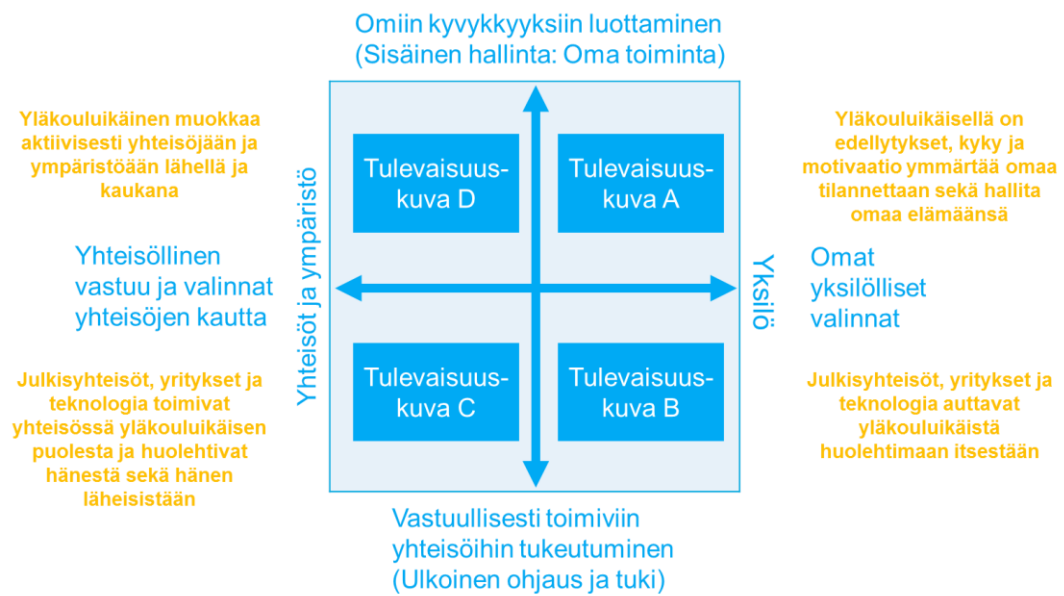 Omiin kyvykkyyksiin luottaminen
(Sisäinen hallinta: Oma toiminta)
Yläkouluikäinen muokkaa
aktiivisesti yhteisöjään ja
ympäristöään lähellä ja
kaukana
Tulevaisuus-
kuva D
Tulevaisuus-
kuva A
Yläkouluikäisellä on
edellytykset, kyky ja
motivaatio ymmärtää omaa
tilannettaan sekä hallita
omaa elämäänsä
Yhteisöllinen
vastuu ja valinnat
yhteisöjen kautta
Yhteisöt ja ympäristö
Yksilö
Omat
yksilölliset
valinnat
Julkisyhteisöt, yritykset ja
teknologia toimivat
yhteisössä yläkouluikäisen
puolesta ja huolehtivat
hänestä sekä hänen
läheisistään
Tulevaisuus-
kuva C
Tulevaisuus-
kuva B
Julkisyhteisöt, yritykset ja
teknologia auttavat
yläkouluikäistä
huolehtimaan itsestään
Vastuullisesti toimiviin
yhteisöihin tukeutuminen
(Ulkoinen ohjaus ja tuki)